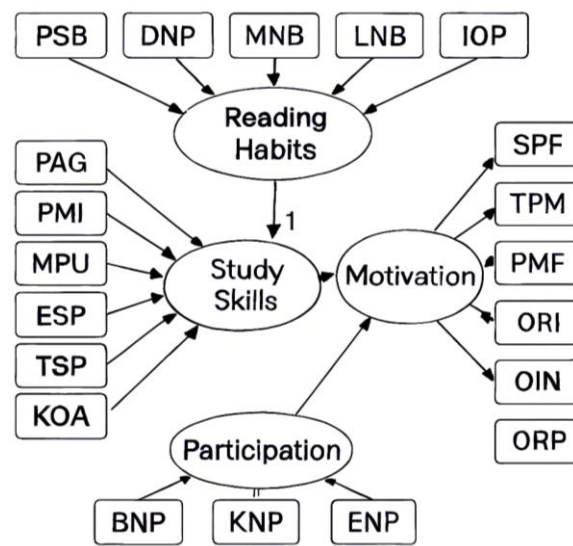 PSB DNP MNB LNB IOP
Reading
Habits
PAG
PMI
MPU
ESP
TSP
KOA
1
Study
Skills
Motivation
SPF
TPM
PMF
ORI
OIN
ORP
Participation
BNP KNP ENP